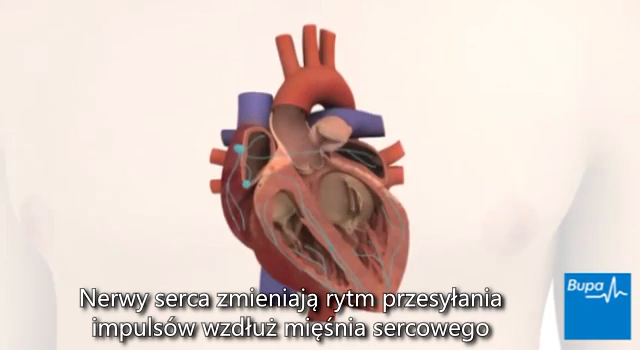 Nerwy serca zmieniają rytm przesyłania
impulsów wzdłuż mięśnia sercowego
Bupa